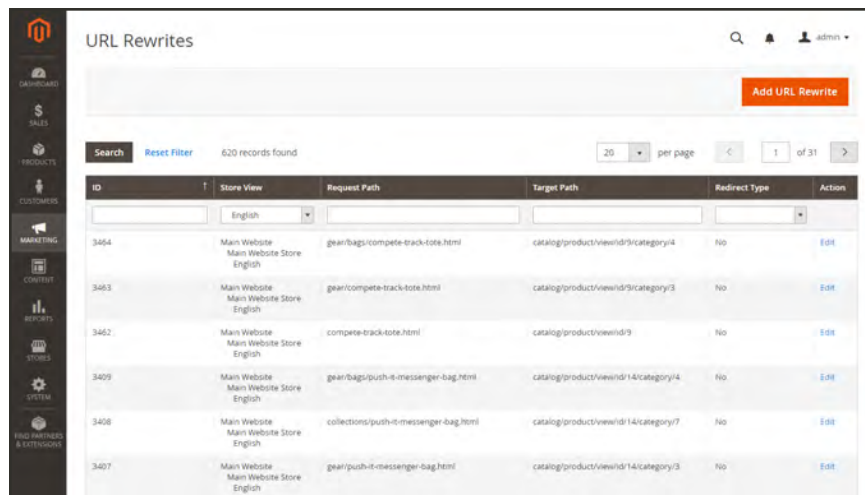 URL Rewrites
admin
DASHBOARD
SALES
PRODUCTS
CUSTOMERS
MARKETING
CONTENT
REPORTS
STORES
SYSTEM
FIND PARTNERS
& EXTENSIONS
Add URL Rewrite
Search Reset Filter 620 records found 20 per page 1 of 31
ID Store View Request Path Target Path Redirect Type Action
English
3464 Main Website gear/bags/compete-track-tote.html catalog/product/view/id/9/category/4 No Edit
Main Website Store
English
3463 Main Website gear/compete-track-tote.html catalog/product/view/id/9/category/3 No Edit
Main Website Store
English
3462 Main Website compete-track-tote.html catalog/product/view/id/9 No Edit
Main Website Store
English
3409 Main Website gear/bags/push-it-messenger-bag.html catalog/product/view/id/14/category/4 No Edit
Main Website Store
English
3408 Main Website collections/push-it-messenger-bag.html catalog/product/view/id/14/category/7 No Edit
Main Website Store
English
3407 Main Website gear/push-it-messenger-bag.html catalog/product/view/id/14/category/3 No Edit
Main Website Store
English